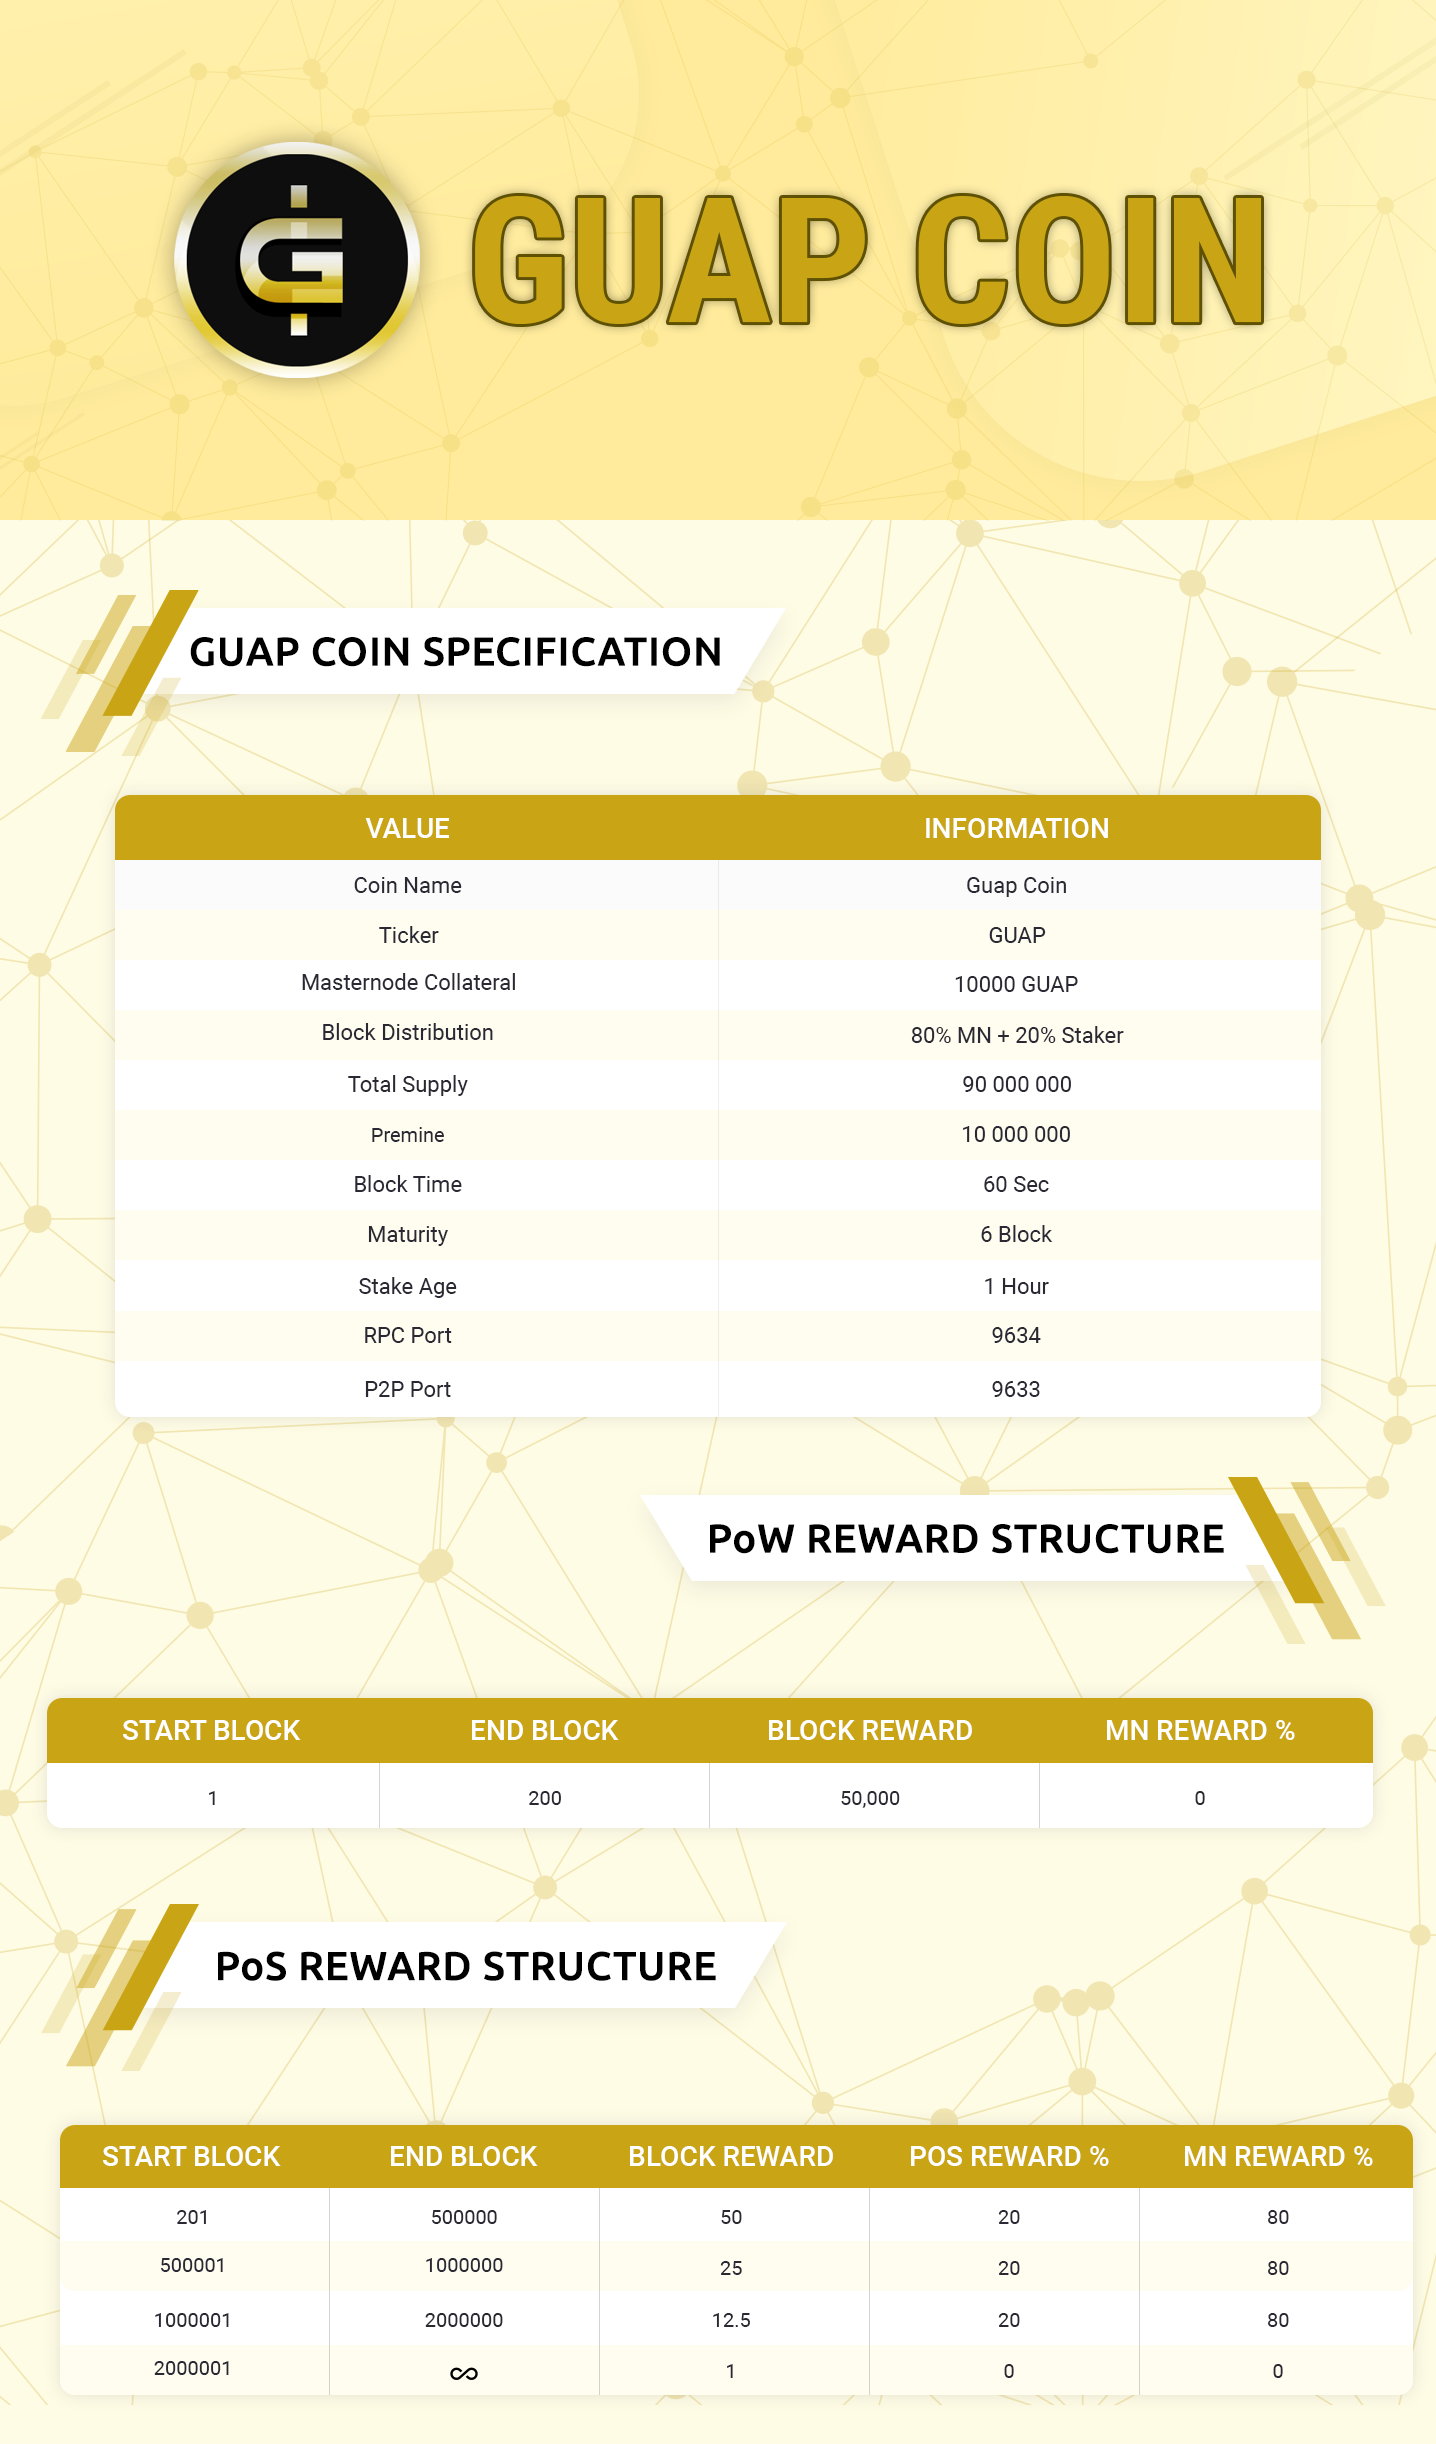 GUAP COIN
GUAP COIN SPECIFICATION
VALUE INFORMATION
Coin Name Guap Coin
Ticker GUAP
Masternode Collateral 10000 GUAP
Block Distribution 80% MN + 20% Staker
Total Supply 90 000 000
Premine 10 000 000
Block Time 60 Sec
Maturity 6 Block
Stake Age 1 Hour
RPC Port 9634
P2P Port 9633
PoW REWARD STRUCTURE
START BLOCK END BLOCK BLOCK REWARD MN REWARD %
1 200 50,000 0
PoS REWARD STRUCTURE
START BLOCK END BLOCK BLOCK REWARD POS REWARD % MN REWARD %
201 500000 50 20 80
500001 1000000 25 20 80
1000001 2000000 12.5 20 80
2000001 ∞ 1 0 0